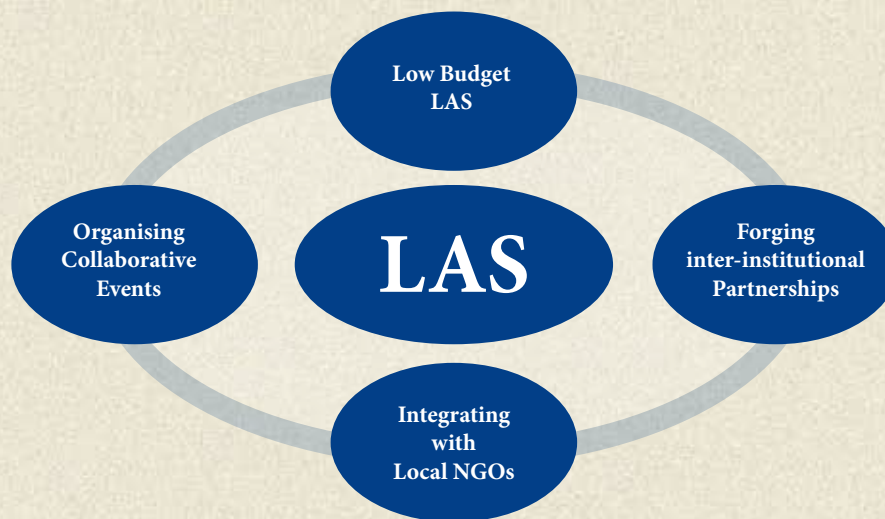 Low Budget
LAS
Organising
Collaborative
Events
LAS
Forging
inter-institutional
Partnerships
Integrating
with
Local NGOs